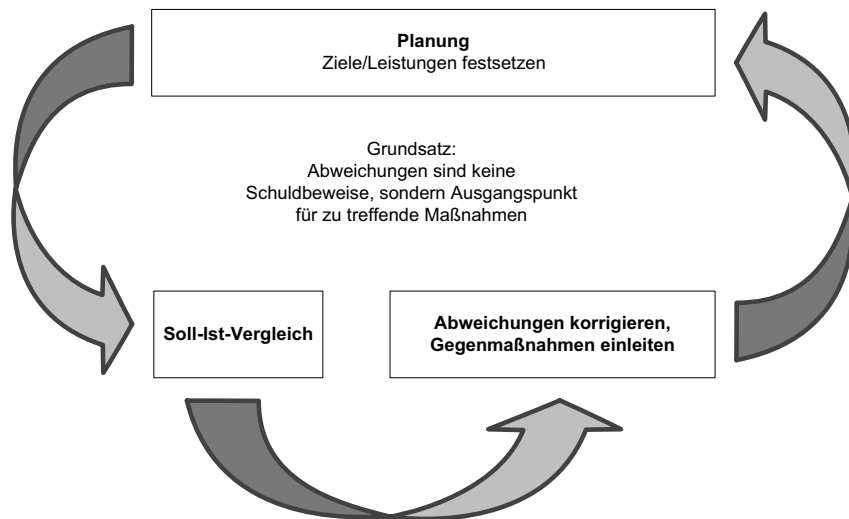 Planung
Ziele/Leistungen festsetzen
Grundsatz:
Abweichungen sind keine
Schuldbeweise, sondern Ausgangspunkt
für zu treffende Maßnahmen
Soll-Ist-Vergleich
Abweichungen korrigieren,
Gegenmaßnahmen einleiten